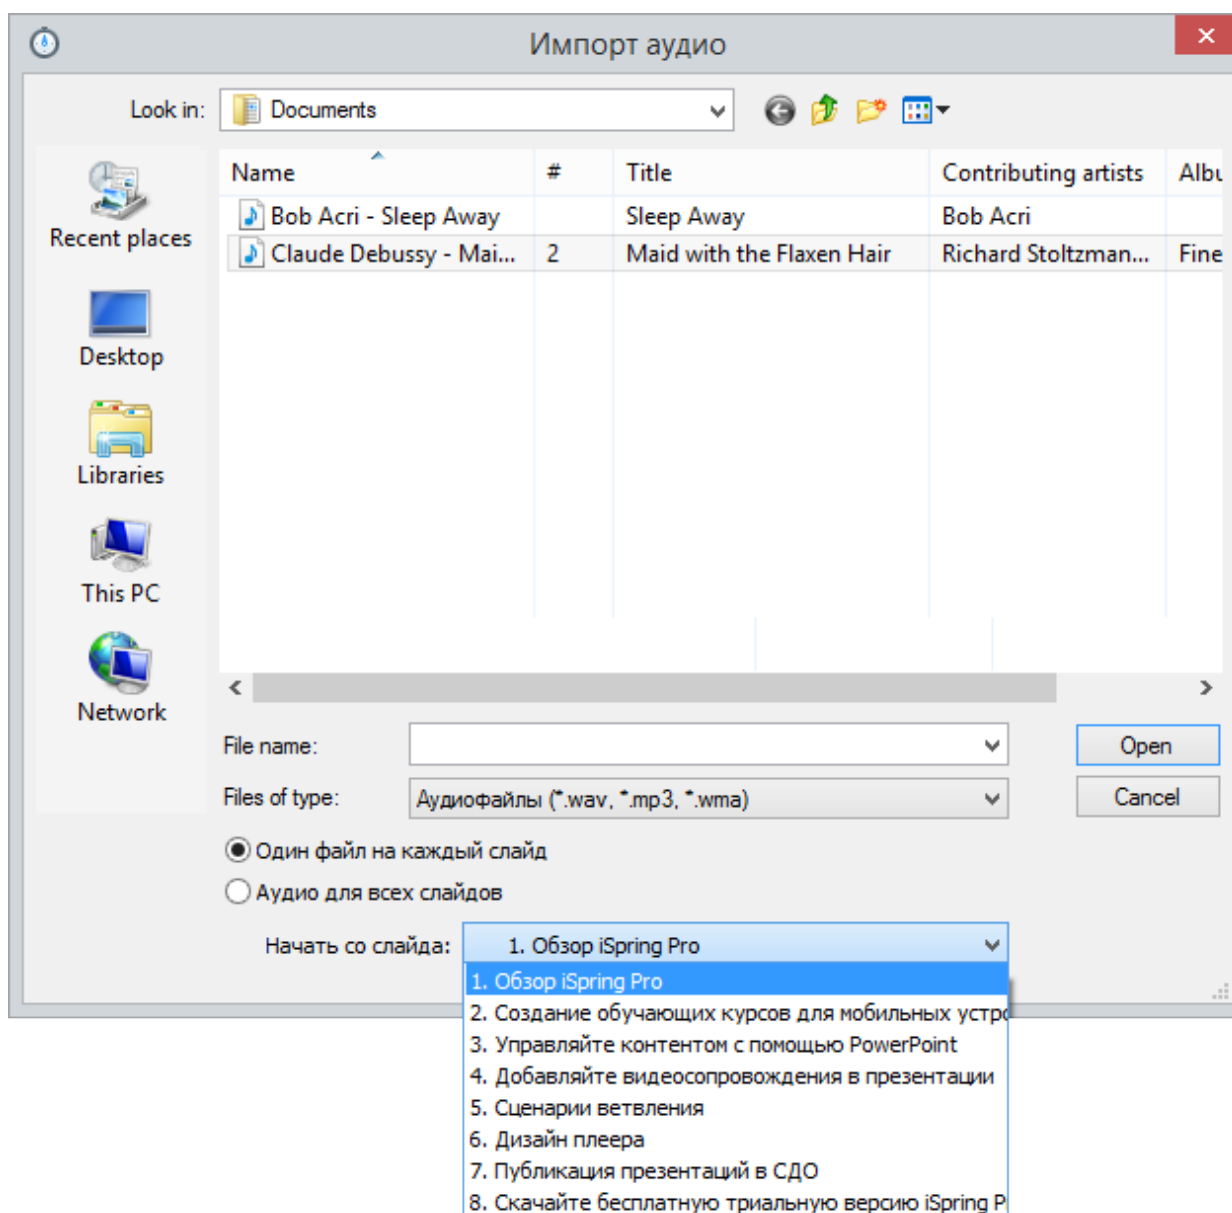 Импорт аудио
Look in: Documents
Name # Title Contributing artists Albu
Bob Acri - Sleep Away Sleep Away Bob Acri
Claude Debussy - Mai... 2 Maid with the Flaxen Hair Richard Stoltzman... Fine
Recent places
Desktop
Libraries
This PC
Network
File name: Open
Files of type: Аудиофайлы (*.wav, *.mp3, *.wma) Cancel
Один файл на каждый слайд
Аудио для всех слайдов
Начать со слайда: 1. Обзор iSpring Pro
1. Обзор iSpring Pro
2. Создание обучающих курсов для мобильных устро
3. Управляйте контентом с помощью PowerPoint
4. Добавляйте видеосопровождения в презентации
5. Сценарии ветвления
6. Дизайн плеера
7. Публикация презентаций в СДО
8. Скачайте бесплатную триальную версию iSpring P